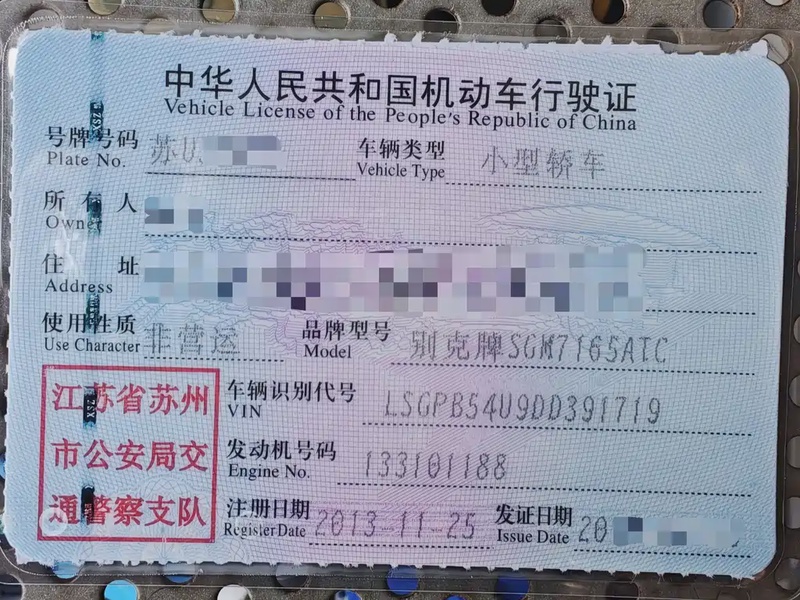 中华人民共和国机动车行驶证
Vehicle License of the People's Republic of China
号牌号码 苏U 车辆类型 小型轿车
Plate No. Vehicle Type
所有人
Owner
住址
Address
使用性质 非营运 品牌型号 别克牌SGM7165ATC
Use Character Model
江苏省苏州 车辆识别代号 LSGPB54U9DD391719
VIN
市公安局交 发动机号码 133101188
Engine No.
通警察支队 注册日期 2013-11-25 发证日期 20
Register Date Issue Date